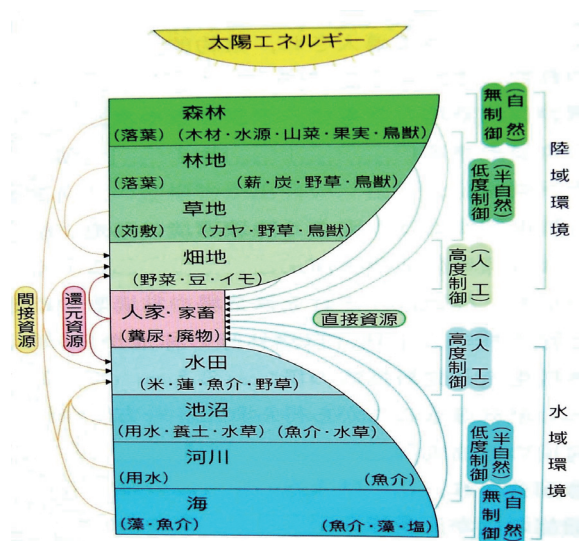 太陽エネルギー
森林
(落葉) (木材・水源・山菜・果実・鳥獣)
林地
(落葉) (薪・炭・野草・鳥獣)
草地
(苅敷) (カヤ・野草・鳥獣)
畑地
(野菜・豆・イモ)
人家・家畜
(糞尿・廃物)
水田
(米・蓮・魚介・野草)
池沼
(用水・養土・水草) (魚介・水草)
河川
(用水) (魚介)
海
(藻・魚介) (魚介・藻・塩)
間接資源
還元資源
直接資源
(自然)
無制御
(半自然)
低度制御
(人工)
高度制御
陸域環境
(人工)
高度制御
(半自然)
低度制御
(自然)
無制御
水域環境